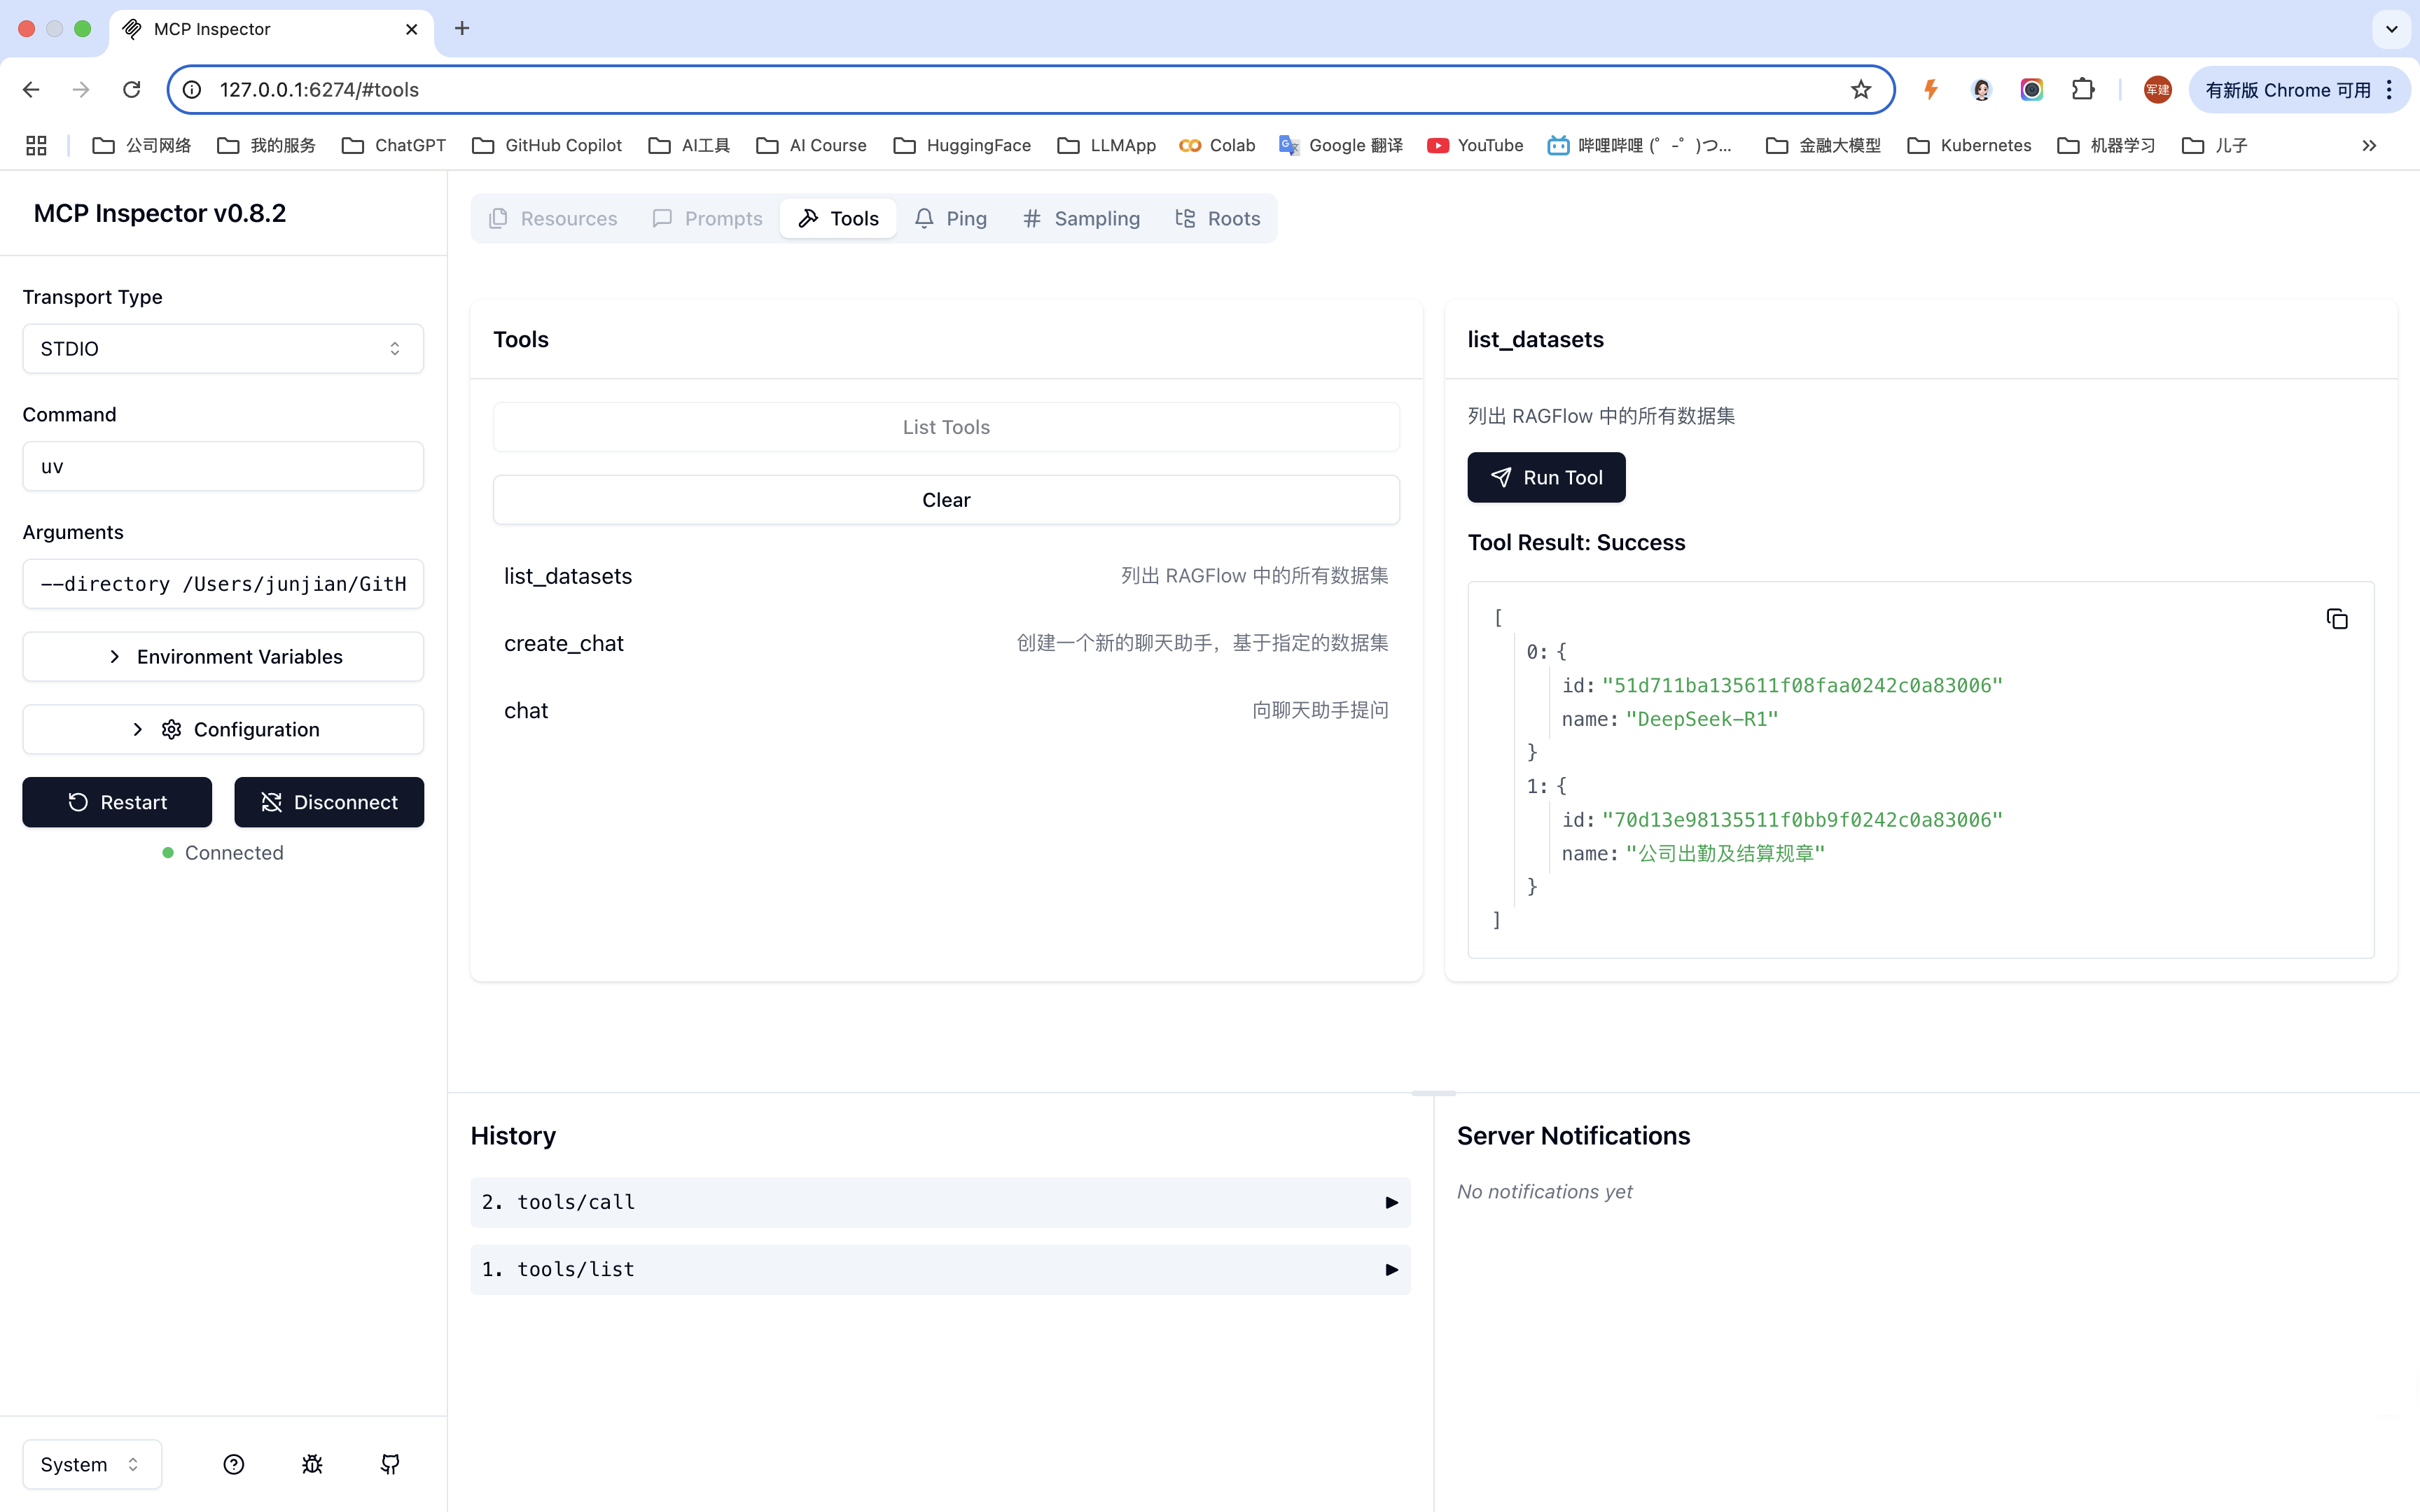 MCP Inspector
127.0.0.1:6274/#tools
军建
有新版 Chrome 可用
公司网络
我的服务
ChatGPT
GitHub Copilot
AI工具
AI Course
HuggingFace
LLMApp
Colab
Google 翻译
YouTube
哔哩哔哩 (゜-゜)つ...
金融大模型
Kubernetes
机器学习
儿子
MCP Inspector v0.8.2
Transport Type
STDIO
Command
uv
Arguments
--directory /Users/junjian/GitH
Environment Variables
Configuration
Restart
Disconnect
Connected
System
Resources
Prompts
Tools
Ping
Sampling
Roots
Tools
List Tools
Clear
list_datasets 列出 RAGFlow 中的所有数据集
create_chat 创建一个新的聊天助手，基于指定的数据集
chat 向聊天助手提问
list_datasets
列出 RAGFlow 中的所有数据集
Run Tool
Tool Result: Success
[
0: {
id: "51d711ba135611f08faa0242c0a83006"
name: "DeepSeek-R1"
}
1: {
id: "70d13e98135511f0bb9f0242c0a83006"
name: "公司出勤及结算规章"
}
]
History
2. tools/call
1. tools/list
Server Notifications
No notifications yet